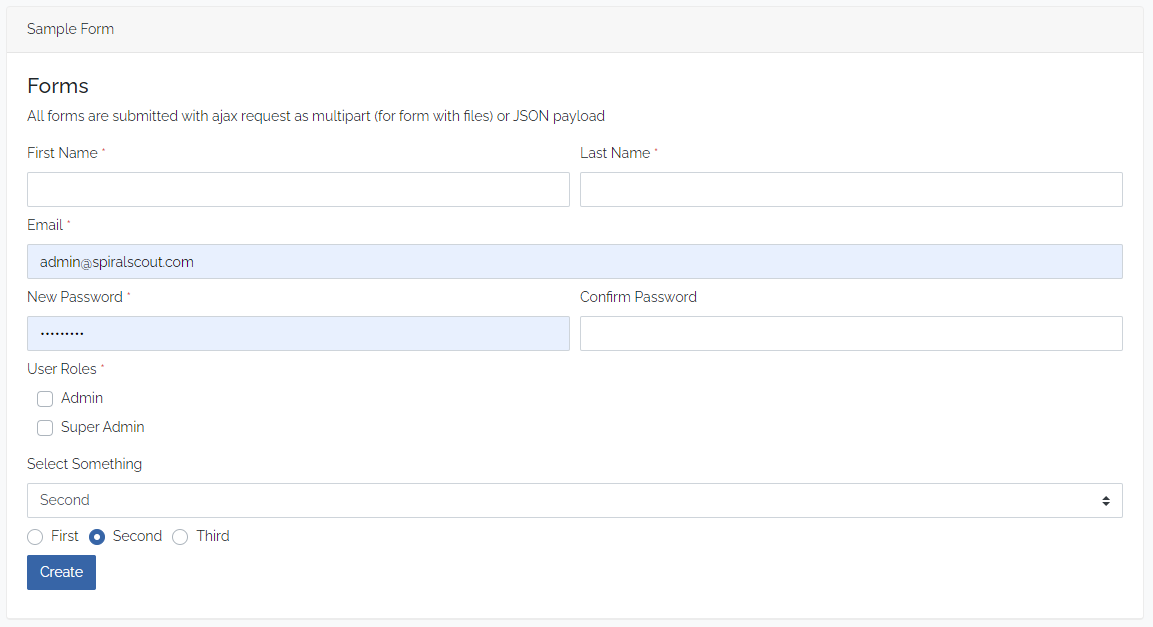 Sample Form
Forms
All forms are submitted with ajax request as multipart (for form with files) or JSON payload
First Name * Last Name *
Email *
admin@spiralscout.com
New Password * Confirm Password
•••••••••
User Roles *
Admin
Super Admin
Select Something
Second
First Second Third
Create